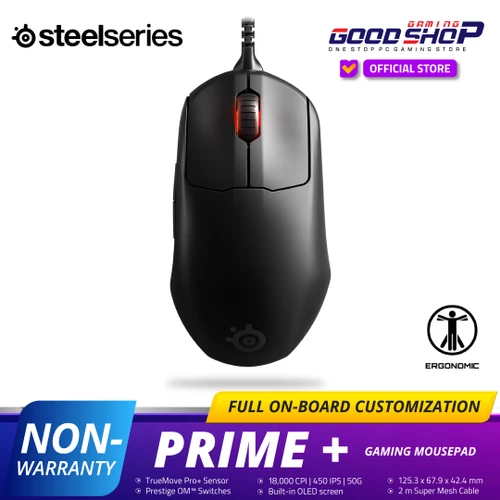 steelseries
GAMING
GOODSHOP
ONE STOP PC GAMING STORE
OFFICIAL STORE
ERGONOMIC
FULL ON-BOARD CUSTOMIZATION
NON-
WARRANTY
PRIME +
GAMING MOUSEPAD
TrueMove Pro+ Sensor
Prestige OM™ Switches
18,000 CPI | 450 IPS | 50G
Built-in OLED screen
125.3 x 67.9 x 42.4 mm
2 m Super Mesh Cable